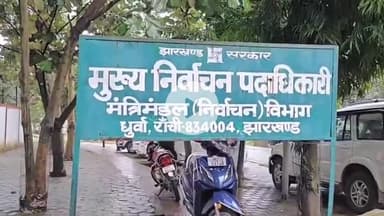 झारखण्ड सरकार
मुख्य निर्वाचन पदाधिकारी
मंत्रिमंडल (निर्वाचन) विभाग
धुर्वा, राँची-834004, झारखण्ड